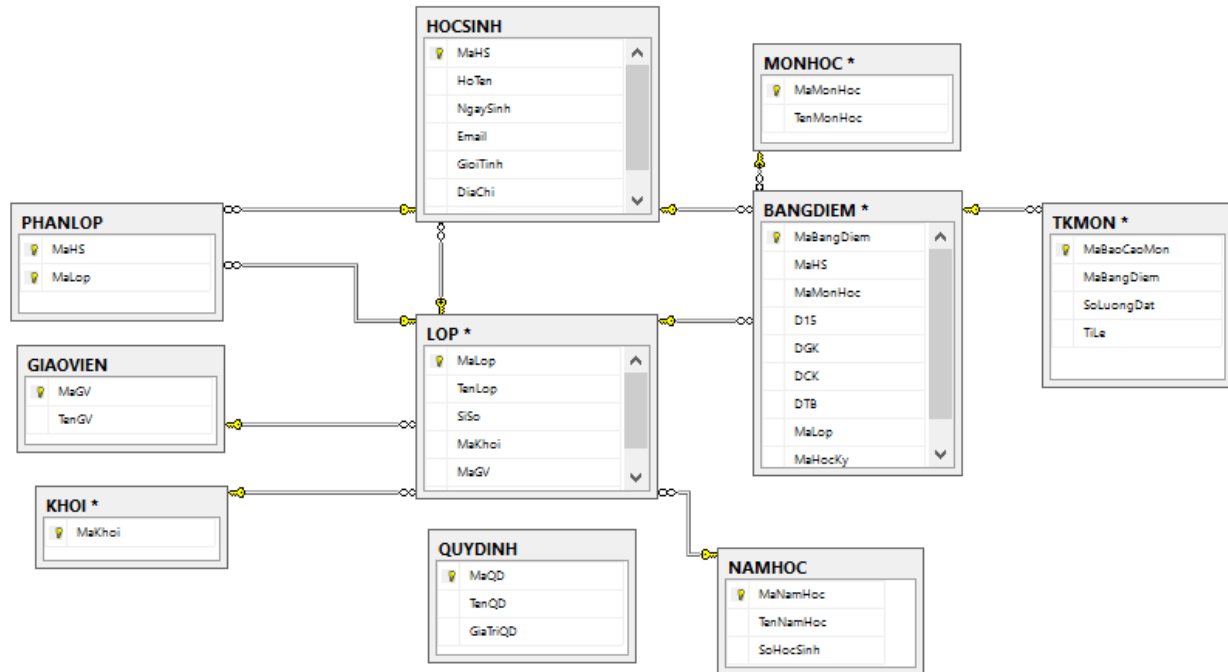 HOCSINH
MaHS
HoTen
NgaySinh
Email
GioiTinh
DiaChi
MONHOC *
MaMonHoc
TenMonHoc
PHANLOP
MaHS
MaLop
BANGDIEM *
MaBangDiem
MaHS
MaMonHoc
D15
DGK
DCK
DTB
MaLop
MaHocKy
TKMON *
MaBaoCaoMon
MaBangDiem
SoLuongDat
TiLe
LOP *
MaLop
TenLop
SiSo
MaKhoi
MaGV
GIAOVIEN
MaGV
TenGV
KHOI *
MaKhoi
QUYDINH
MaQD
TenQD
GiaTriQD
NAMHOC
MaNamHoc
TenNamHoc
SoHocSinh